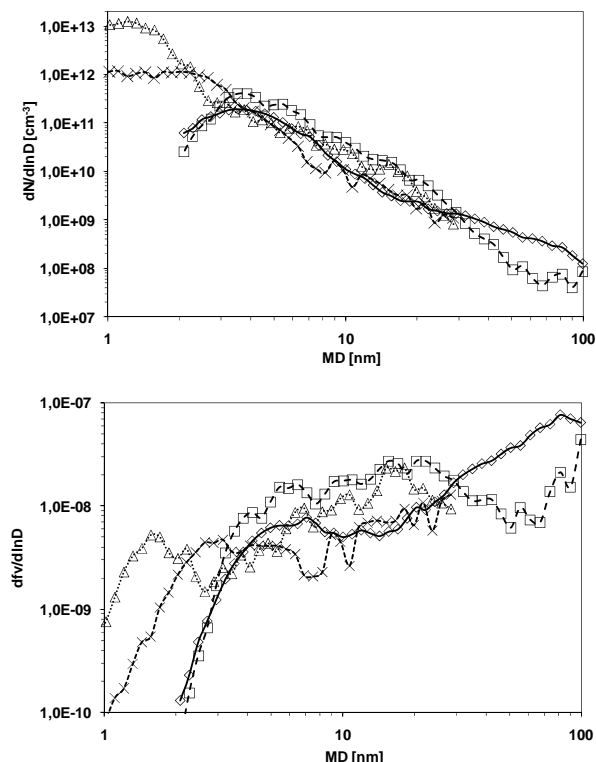 1,0E+13
1,0E+12
1,0E+11
1,0E+10
1,0E+09
1,0E+08
1,0E+07
dN/dlnD [cm-3]
1 10 100
MD [nm]
1,0E-07
1,0E-08
1,0E-09
1,0E-10
dfv/dlnD
1 10 100
MD [nm]